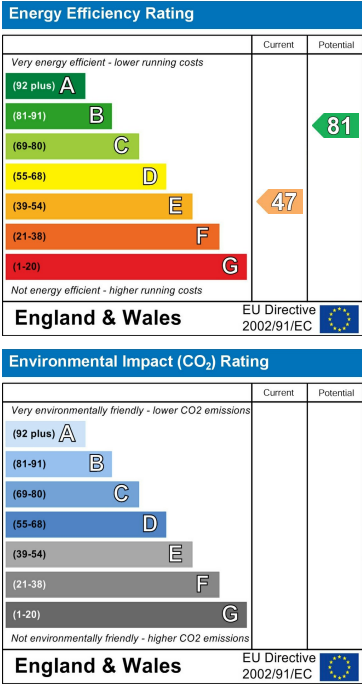 Energy Efficiency Rating
Current Potential
Very energy efficient - lower running costs
(92 plus) A
(81-91) B
81
(69-80) C
(55-68) D
(39-54) E
47
(21-38) F
(1-20) G
Not energy efficient - higher running costs
England & Wales
EU Directive
2002/91/EC
Environmental Impact (CO₂) Rating
Current Potential
Very environmentally friendly - lower CO2 emissions
(92 plus) A
(81-91) B
(69-80) C
(55-68) D
(39-54) E
(21-38) F
(1-20) G
Not environmentally friendly - higher CO2 emissions
England & Wales
EU Directive
2002/91/EC